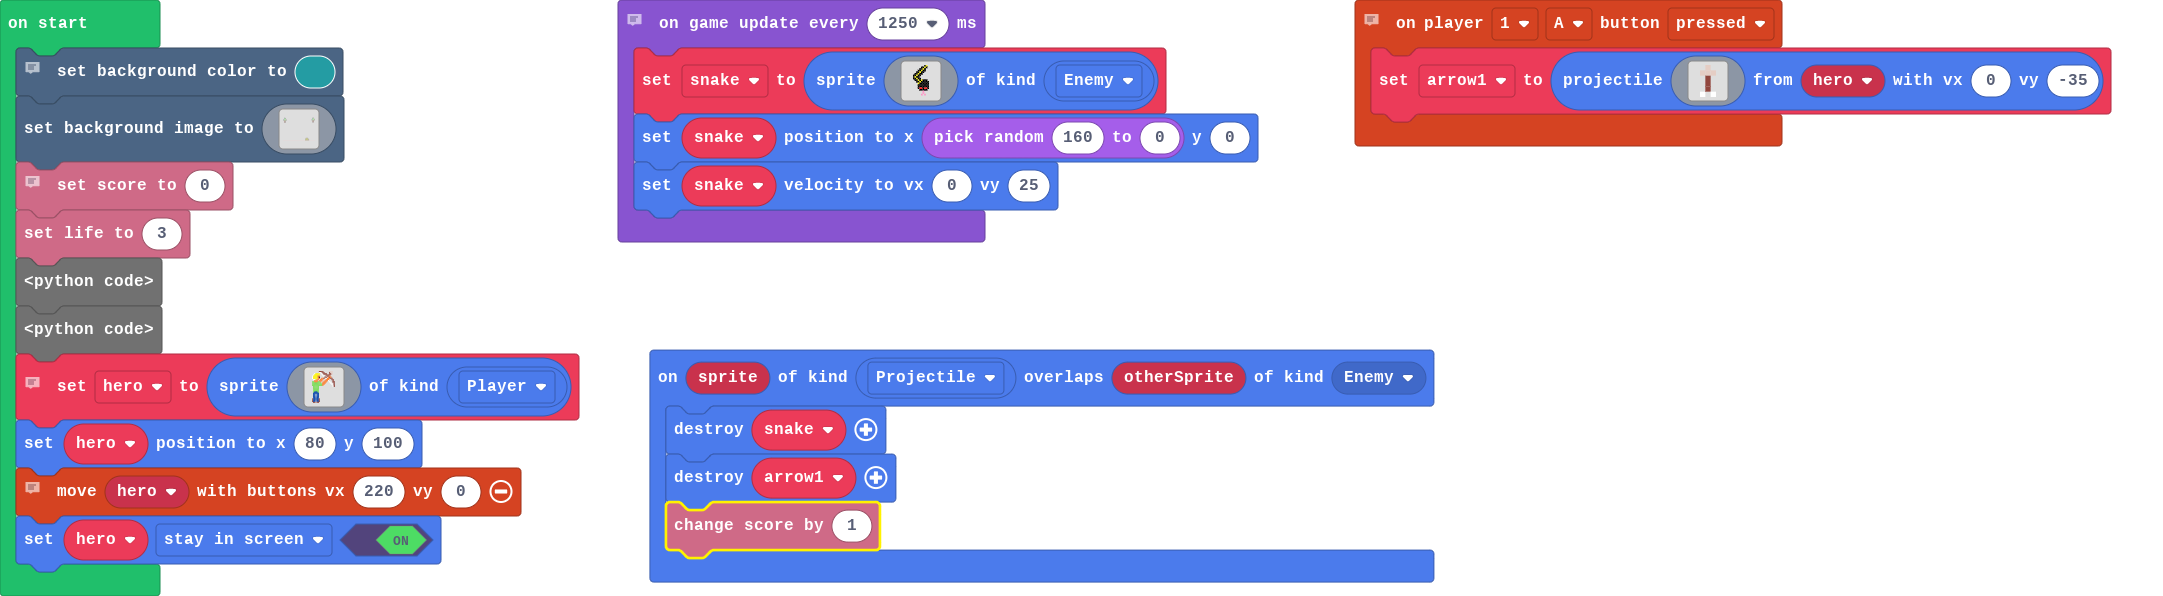 on start
set background color to
set background image to
set score to 0
set life to 3
<python code>
<python code>
set hero to sprite of kind Player
set hero position to x 80 y 100
move hero with buttons vx 220 vy 0
set hero stay in screen ON
on game update every 1250 ms
set snake to sprite of kind Enemy
set snake position to x pick random 160 to 0 y 0
set snake velocity to vx 0 vy 25
on player 1 A button pressed
set arrow1 to projectile from hero with vx 0 vy -35
on sprite of kind Projectile overlaps otherSprite of kind Enemy
destroy snake
destroy arrow1
change score by 1